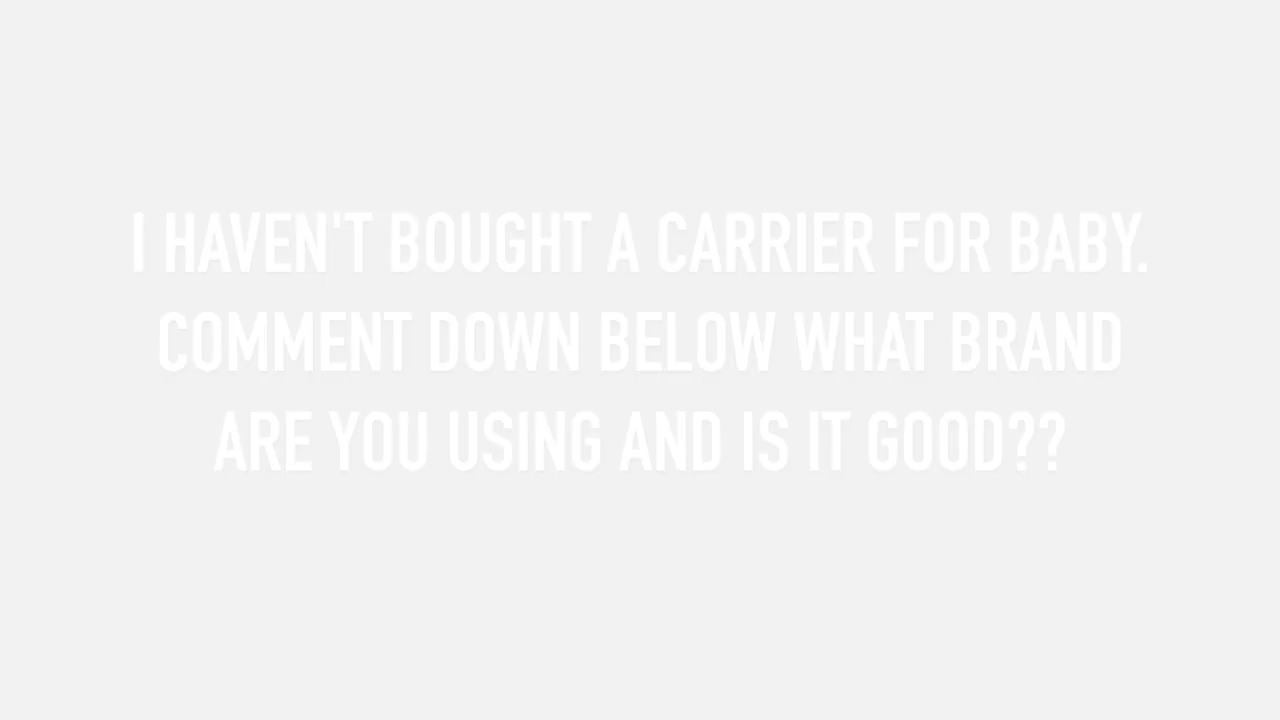 I HAVEN'T BOUGHT A CARRIER FOR BABY.
COMMENT DOWN BELOW WHAT BRAND
ARE YOU USING AND IS IT GOOD??